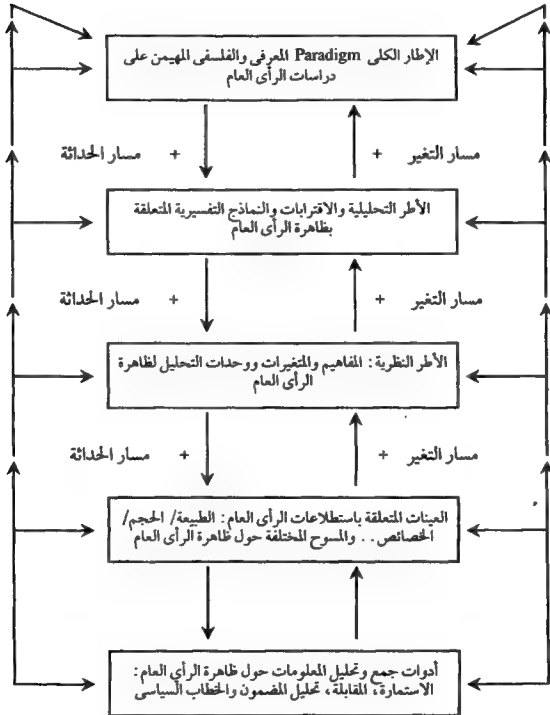 الإطار الكلى Paradigm المعرفى والفلسفى المهيمن على
دراسات الرأى العام
مسار التغير +
+ مسار الحداثة
الأطر التحليلية والاقترابات والنماذج التفسيرية المتعلقة
بظاهرة الرأى العام
مسار التغير +
+ مسار الحداثة
الأطر النظرية : المفاهيم والمتغيرات ووحدات التحليل لظاهرة
الرأى العام
مسار التغير +
+ مسار الحداثة
العينات المتعلقة باستطلاعات الرأى العام : الطبيعة/ الحجم/
الخصائص . . والمسوح المختلفة حول ظاهرة الرأى العام
أدوات جمع وتحليل المعلومات حول ظاهرة الرأي العام :
الاستمارة، المقابلة، تحليل المضمون والخطاب السياسى